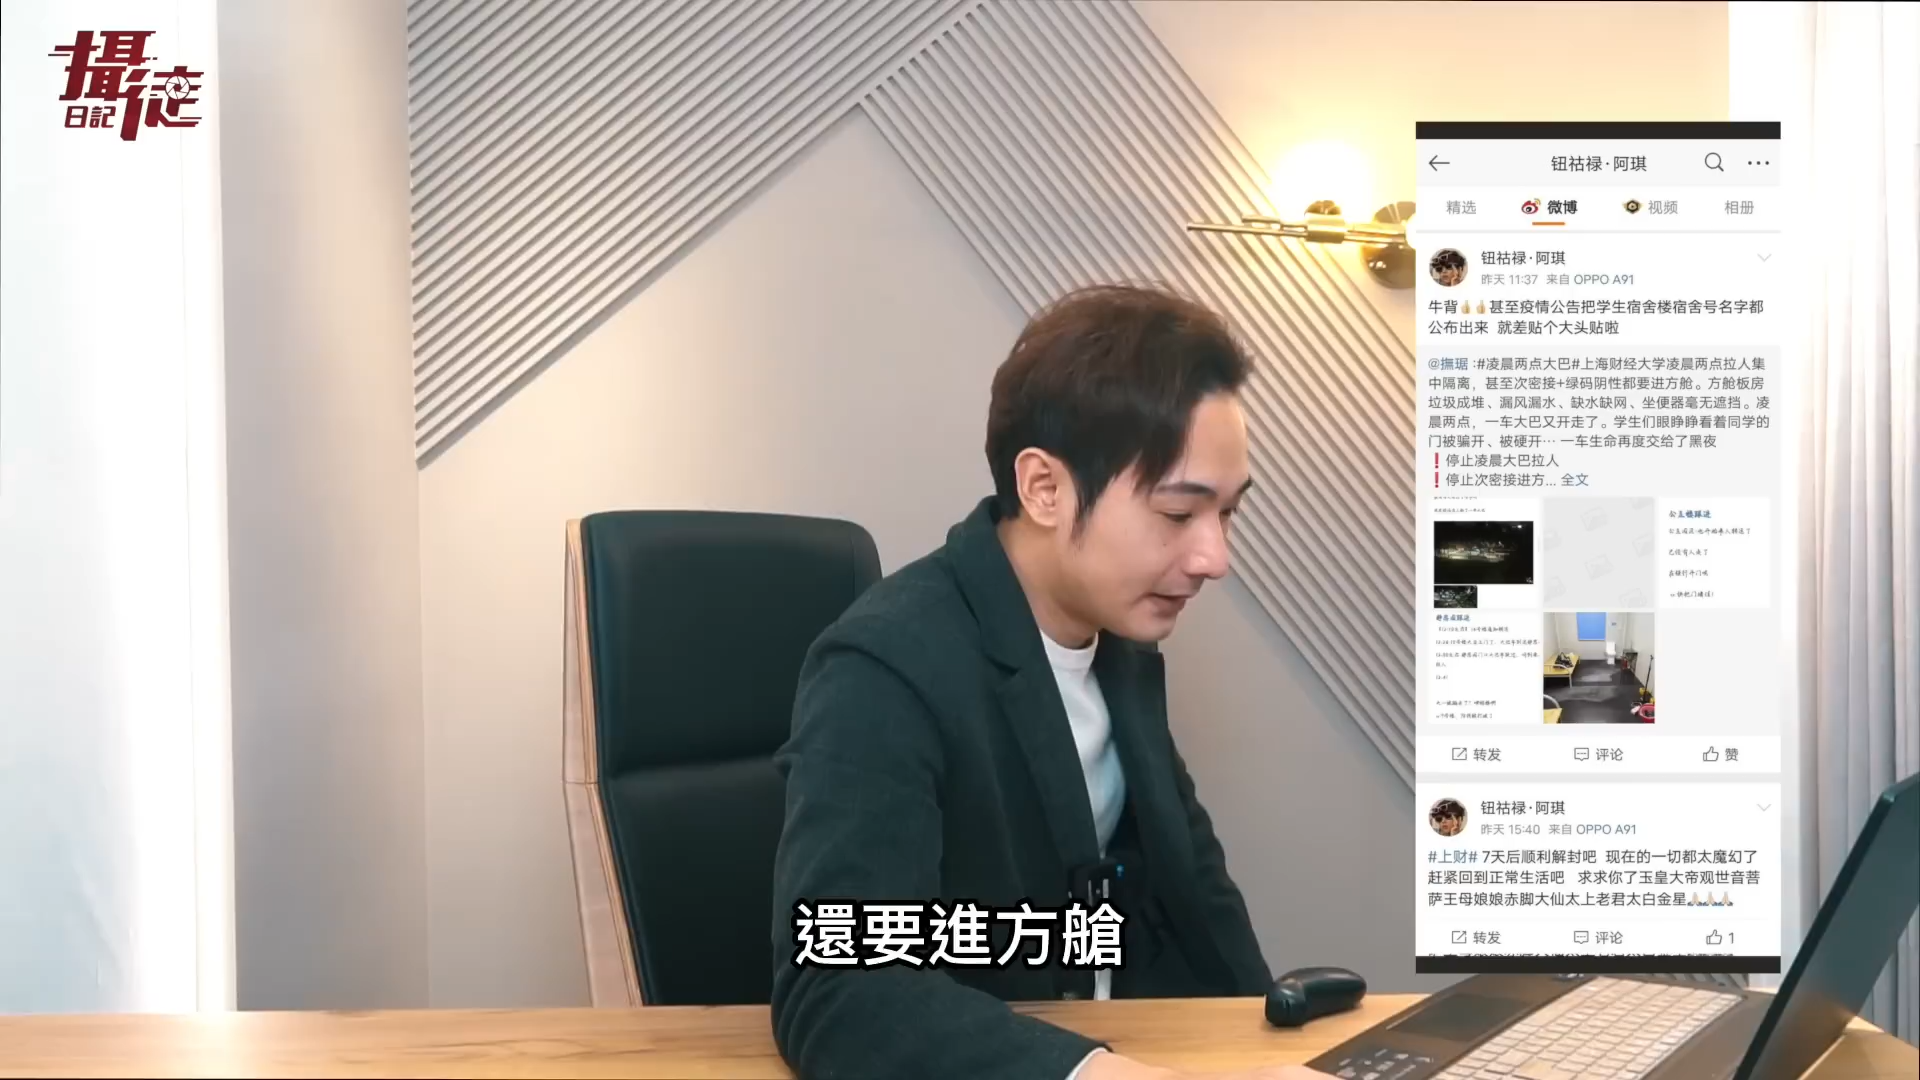 攝徒
日記
钮祜禄·阿琪
精选 微博 视频 相册
钮祜禄·阿琪
昨天 11:37 来自 OPPO A91
牛背👍👍甚至疫情公告把学生宿舍楼宿舍号名字都
公布出来 就差贴个大头贴啦
@撫琚 :#凌晨两点大巴#上海财经大学凌晨两点拉人集
中隔离，甚至次密接+绿码阴性都要进方舱。方舱板房
垃圾成堆、漏风漏水、缺水缺网、坐便器毫无遮挡。凌
晨两点，一车大巴又开走了。学生们眼睁睁看着同学的
门被骗开、被硬开… 一车生命再度交给了黑夜
❗停止凌晨大巴拉人
❗停止次密接进方... 全文
已经有人走了
转发 评论 赞
钮祜禄·阿琪
昨天 15:40 来自 OPPO A91
#上财# 7天后顺利解封吧 现在的一切都太魔幻了
赶紧回到正常生活吧 求求你了玉皇大帝观世音菩
萨王母娘娘赤脚大仙太上老君太白金星🙏🙏🙏
转发 评论 1
還要進方艙